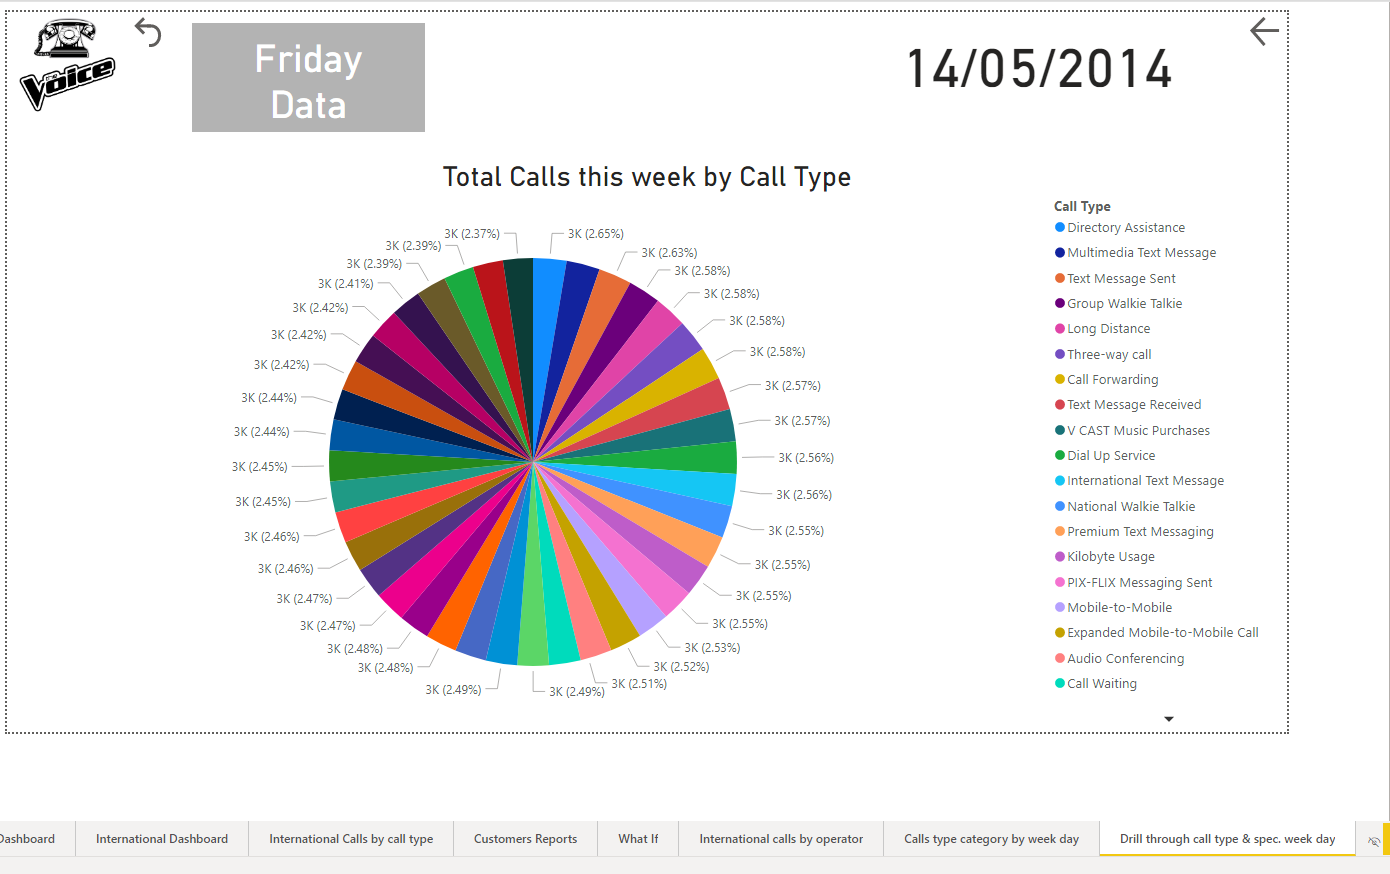 Voice
Friday
Data
14/05/2014
Total Calls this week by Call Type
3K (2.37%)
3K (2.65%)
3K (2.39%)
3K (2.63%)
3K (2.39%)
3K (2.58%)
3K (2.41%)
3K (2.58%)
3K (2.42%)
3K (2.58%)
3K (2.42%)
3K (2.58%)
3K (2.42%)
3K (2.57%)
3K (2.44%)
3K (2.57%)
3K (2.44%)
3K (2.56%)
3K (2.45%)
3K (2.56%)
3K (2.45%)
3K (2.55%)
3K (2.46%)
3K (2.55%)
3K (2.46%)
3K (2.55%)
3K (2.47%)
3K (2.55%)
3K (2.47%)
3K (2.53%)
3K (2.48%)
3K (2.52%)
3K (2.48%)
3K (2.51%)
3K (2.49%)
3K (2.49%)
Call Type
Directory Assistance
Multimedia Text Message
Text Message Sent
Group Walkie Talkie
Long Distance
Three-way call
Call Forwarding
Text Message Received
V CAST Music Purchases
Dial Up Service
International Text Message
National Walkie Talkie
Premium Text Messaging
Kilobyte Usage
PIX-FLIX Messaging Sent
Mobile-to-Mobile
Expanded Mobile-to-Mobile Call
Audio Conferencing
Call Waiting
Dashboard
International Dashboard
International Calls by call type
Customers Reports
What If
International calls by operator
Calls type category by week day
Drill through call type & spec. week day